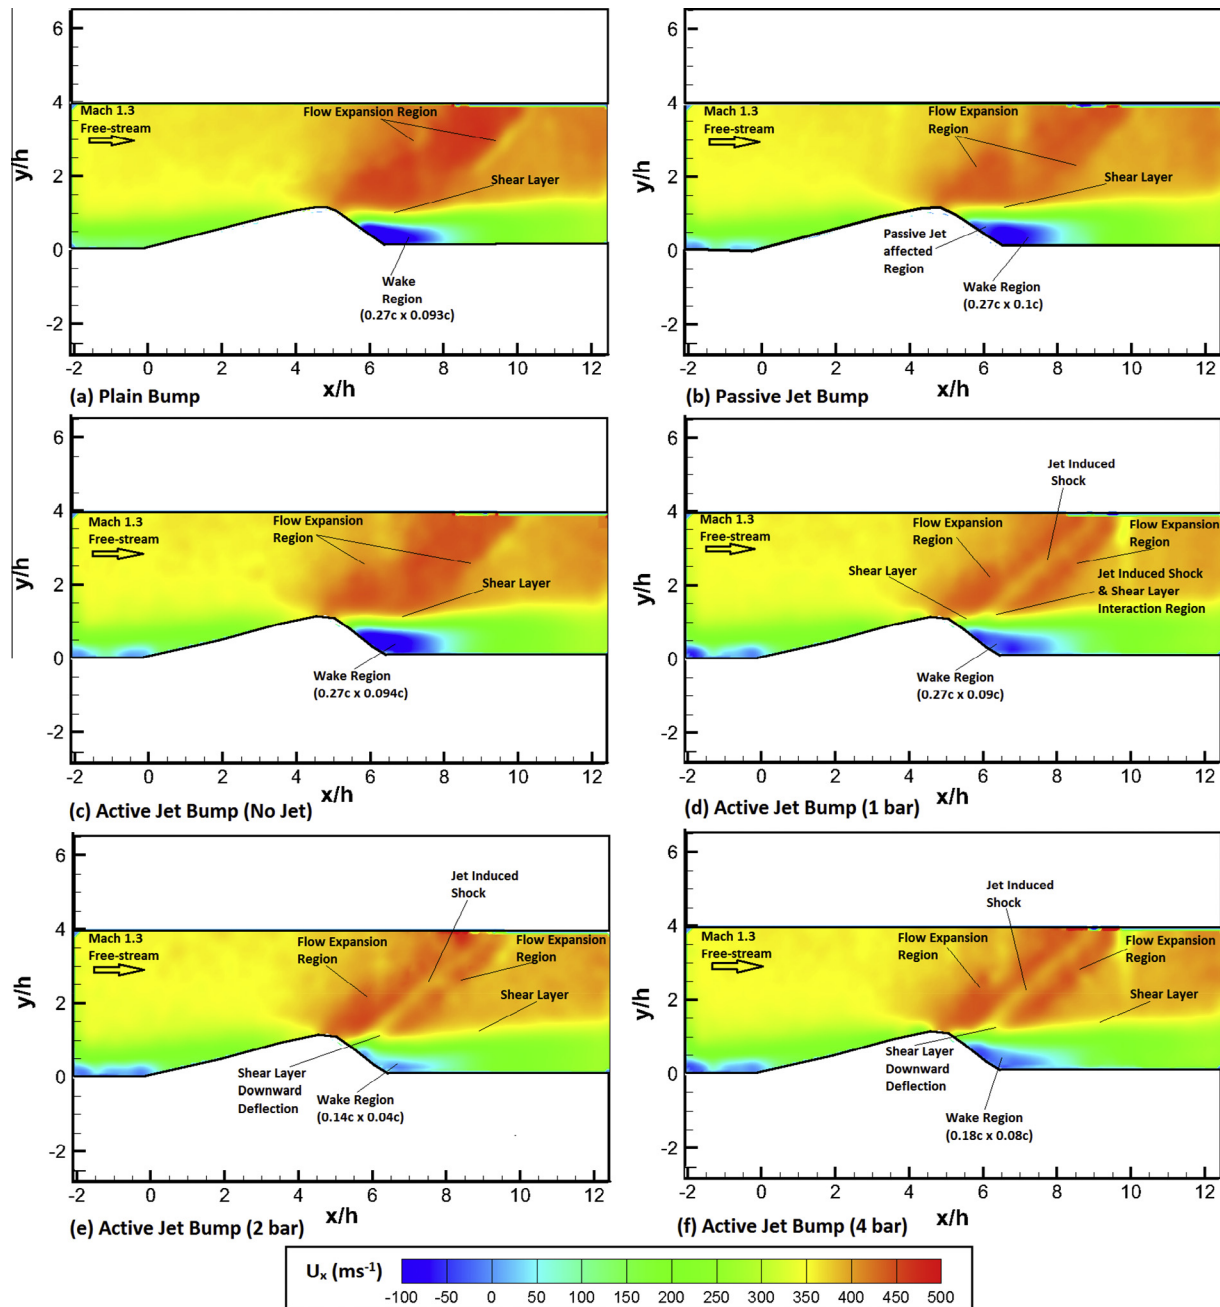 6
4
2
0
-2
y/h
Mach 1.3
Free-stream
Flow Expansion Region
Shear Layer
Wake
Region
(0.27c x 0.093c)
-2 0 2 4 6 8 10 12
x/h
(a) Plain Bump
6
4
2
0
-2
y/h
Mach 1.3
Free-stream
Flow Expansion
Region
Shear Layer
Passive Jet
affected
Region
Wake Region
(0.27c x 0.1c)
-2 0 2 4 6 8 10 12
x/h
(b) Passive Jet Bump
6
4
2
0
-2
y/h
Mach 1.3
Free-stream
Flow Expansion
Region
Shear Layer
Wake Region
(0.27c x 0.094c)
-2 0 2 4 6 8 10 12
x/h
(c) Active Jet Bump (No Jet)
6
4
2
0
-2
y/h
Jet Induced
Shock
Mach 1.3
Free-stream
Flow Expansion
Region
Flow Expansion
Region
Shear Layer
Jet Induced Shock
& Shear Layer
Interaction Region
Wake Region
(0.27c x 0.09c)
-2 0 2 4 6 8 10 12
x/h
(d) Active Jet Bump (1 bar)
6
4
2
0
-2
y/h
Jet Induced
Shock
Mach 1.3
Free-stream
Flow Expansion
Region
Flow Expansion
Region
Shear Layer
Shear Layer
Downward
Deflection
Wake Region
(0.14c x 0.04c)
-2 0 2 4 6 8 10 12
x/h
(e) Active Jet Bump (2 bar)
6
4
2
0
-2
y/h
Jet Induced
Shock
Mach 1.3
Free-stream
Flow Expansion
Region
Flow Expansion
Region
Shear Layer
Shear Layer
Downward
Deflection
Wake Region
(0.18c x 0.08c)
-2 0 2 4 6 8 10 12
x/h
(f) Active Jet Bump (4 bar)
Uₓ (ms⁻¹)
-100 -50 0 50 100 150 200 250 300 350 400 450 500